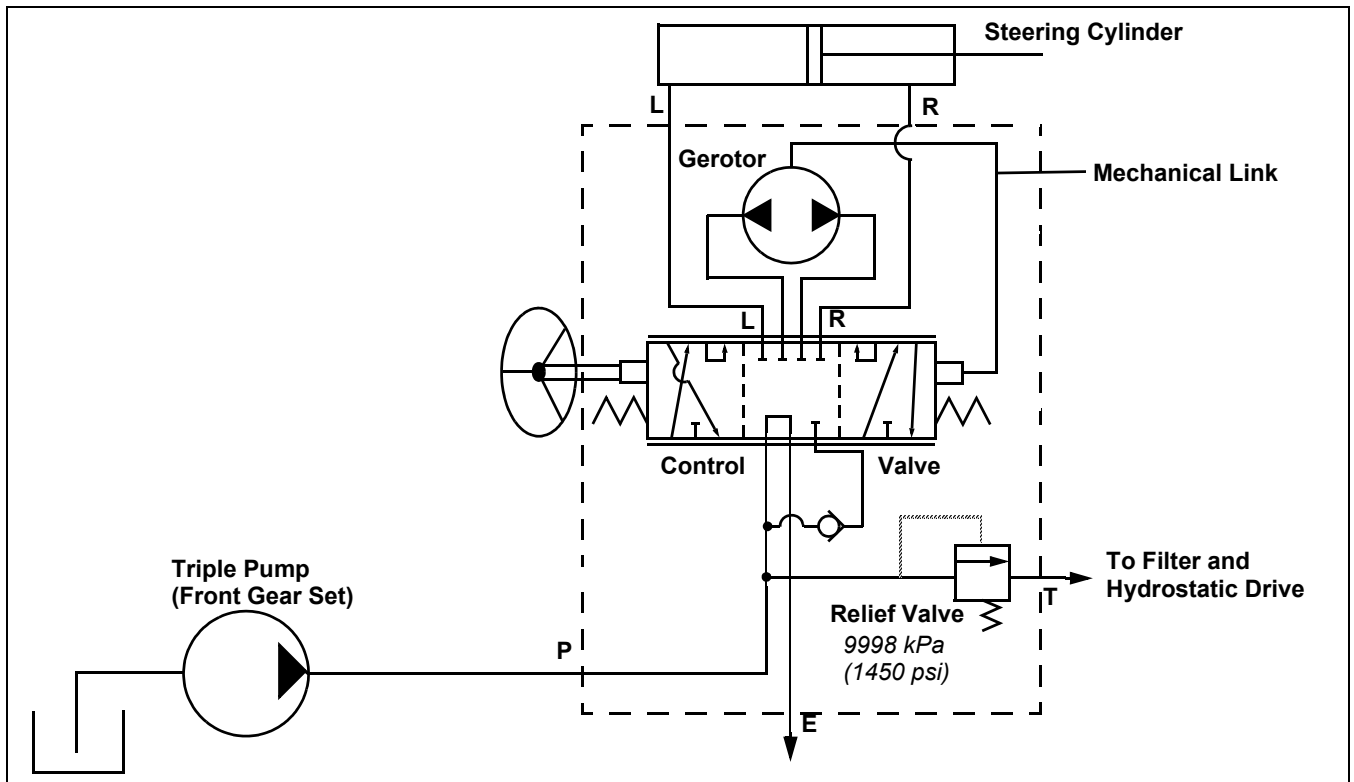 Steering Cylinder
L
R
Gerotor
Mechanical Link
L
R
Control
Valve
Triple Pump
(Front Gear Set)
To Filter and
Hydrostatic Drive
T
Relief Valve
9998 kPa
(1450 psi)
P
E